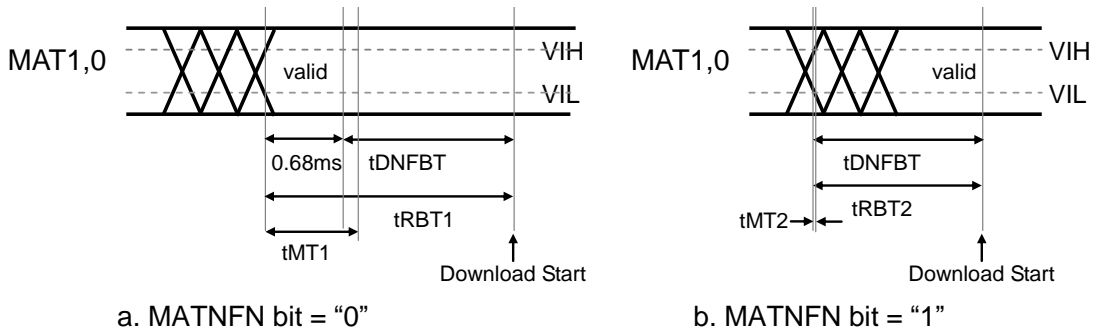 MAT1,0
valid
VIH
VIL
0.68ms
tDNFBT
tRBT1
tMT1
Download Start
a. MATNFN bit = “0”
MAT1,0
valid
VIH
VIL
tDNFBT
tRBT2
tMT2
Download Start
b. MATNFN bit = “1”